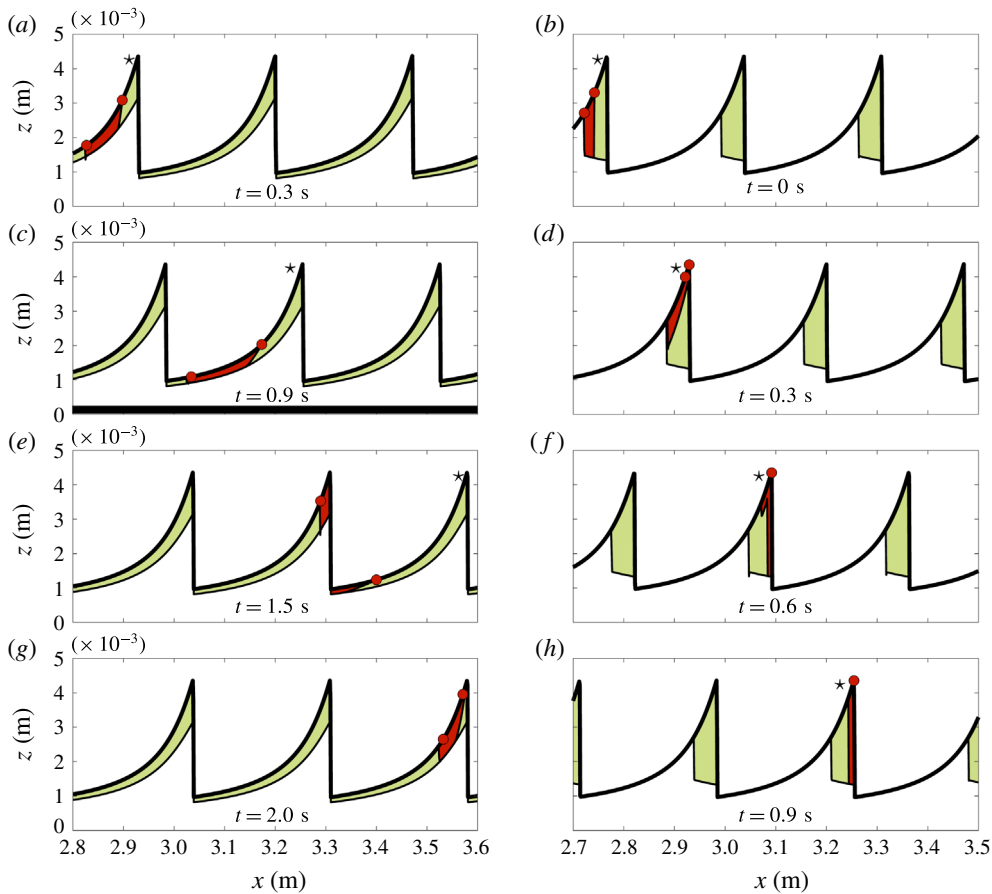 (a) (× 10⁻³) (b)
5
4 ⋆ ⋆
3
z (m)
2
1
0
t = 0.3 s t = 0 s
(c) (× 10⁻³) (d)
5
4 ⋆ ⋆
3
z (m)
2
1
0
t = 0.9 s t = 0.3 s
(e) (× 10⁻³) (f)
5
4 ⋆ ⋆
3
z (m)
2
1
0
t = 1.5 s t = 0.6 s
(g) (× 10⁻³) (h)
5
4 ⋆
3
z (m)
2
1
0
t = 2.0 s t = 0.9 s
2.8 2.9 3.0 3.1 3.2 3.3 3.4 3.5 3.6 2.7 2.8 2.9 3.0 3.1 3.2 3.3 3.4 3.5
x (m) x (m)